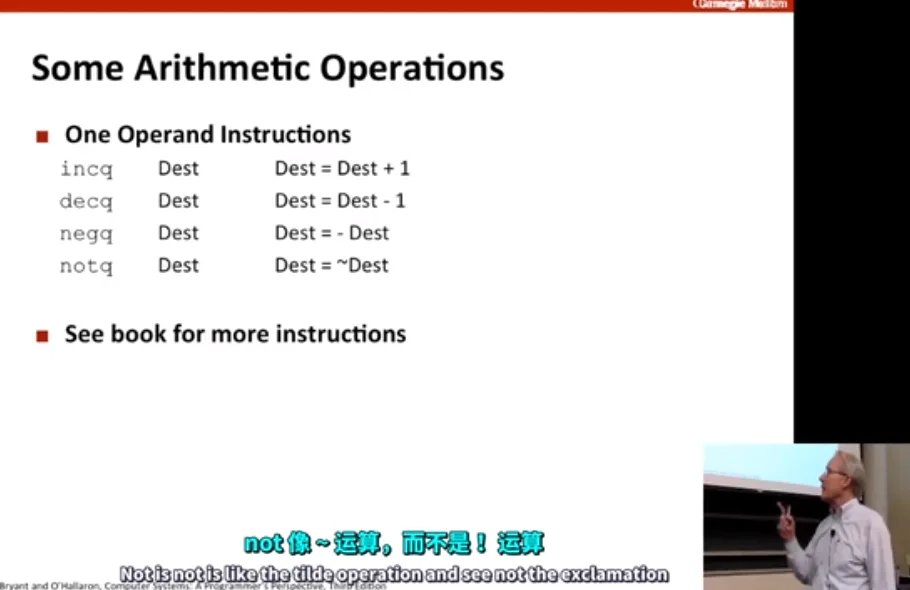 Carnegie Mellon
Some Arithmetic Operations
■ One Operand Instructions
incq Dest Dest = Dest + 1
decq Dest Dest = Dest - 1
negq Dest Dest = - Dest
notq Dest Dest = ~Dest
■ See book for more instructions
not 像 ~ 运算，而不是！运算
Not is not is like the tilde operation and see not the exclamation
Bryant and O'Hallaron, Computer Systems: A Programmer's Perspective, Third Edition